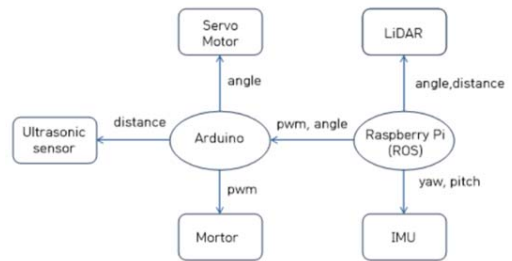 Servo
Motor
LiDAR
angle
angle,distance
distance
pwm, angle
Ultrasonic
sensor
Arduino
Raspberry Pi
(ROS)
pwm
yaw, pitch
Mortor
IMU